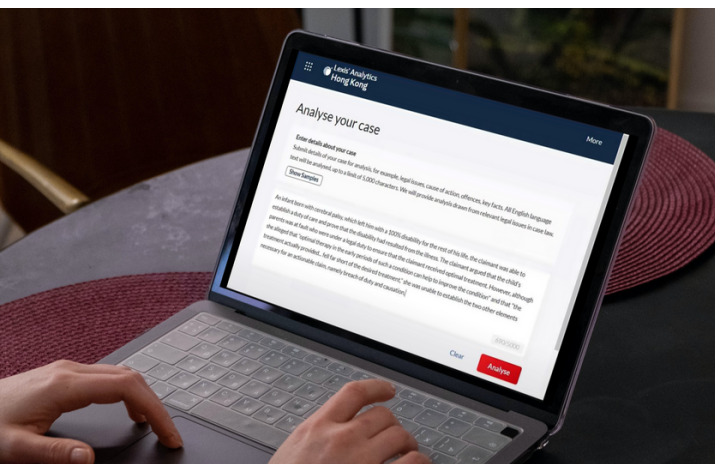 Lexis® Analytics
Hong Kong
More
Analyse your case
Enter details about your case
Submit details of your case for analysis, for example, legal issues, cause of action, offences, key facts. All English language
text will be analysed, up to a limit of 5,000 characters. We will provide analysis drawn from relevant legal issues in case law.
Show Samples
An infant born with cerebral palsy, which left him with a 100% disability for the rest of his life, the claimant was able to
establish a duty of care and prove that the disability had resulted from the illness. The claimant argued that the child's
parents was at fault who were under a legal duty to ensure that the claimant received optimal treatment. However, although
she alleged that "optimal therapy in the early periods of such a condition can help to improve the condition" and that "the
treatment actually provided... fell far short of the desired treatment," she was unable to establish the two other elements
necessary for an actionable claim, namely breach of duty and causation
Clear
Analyse